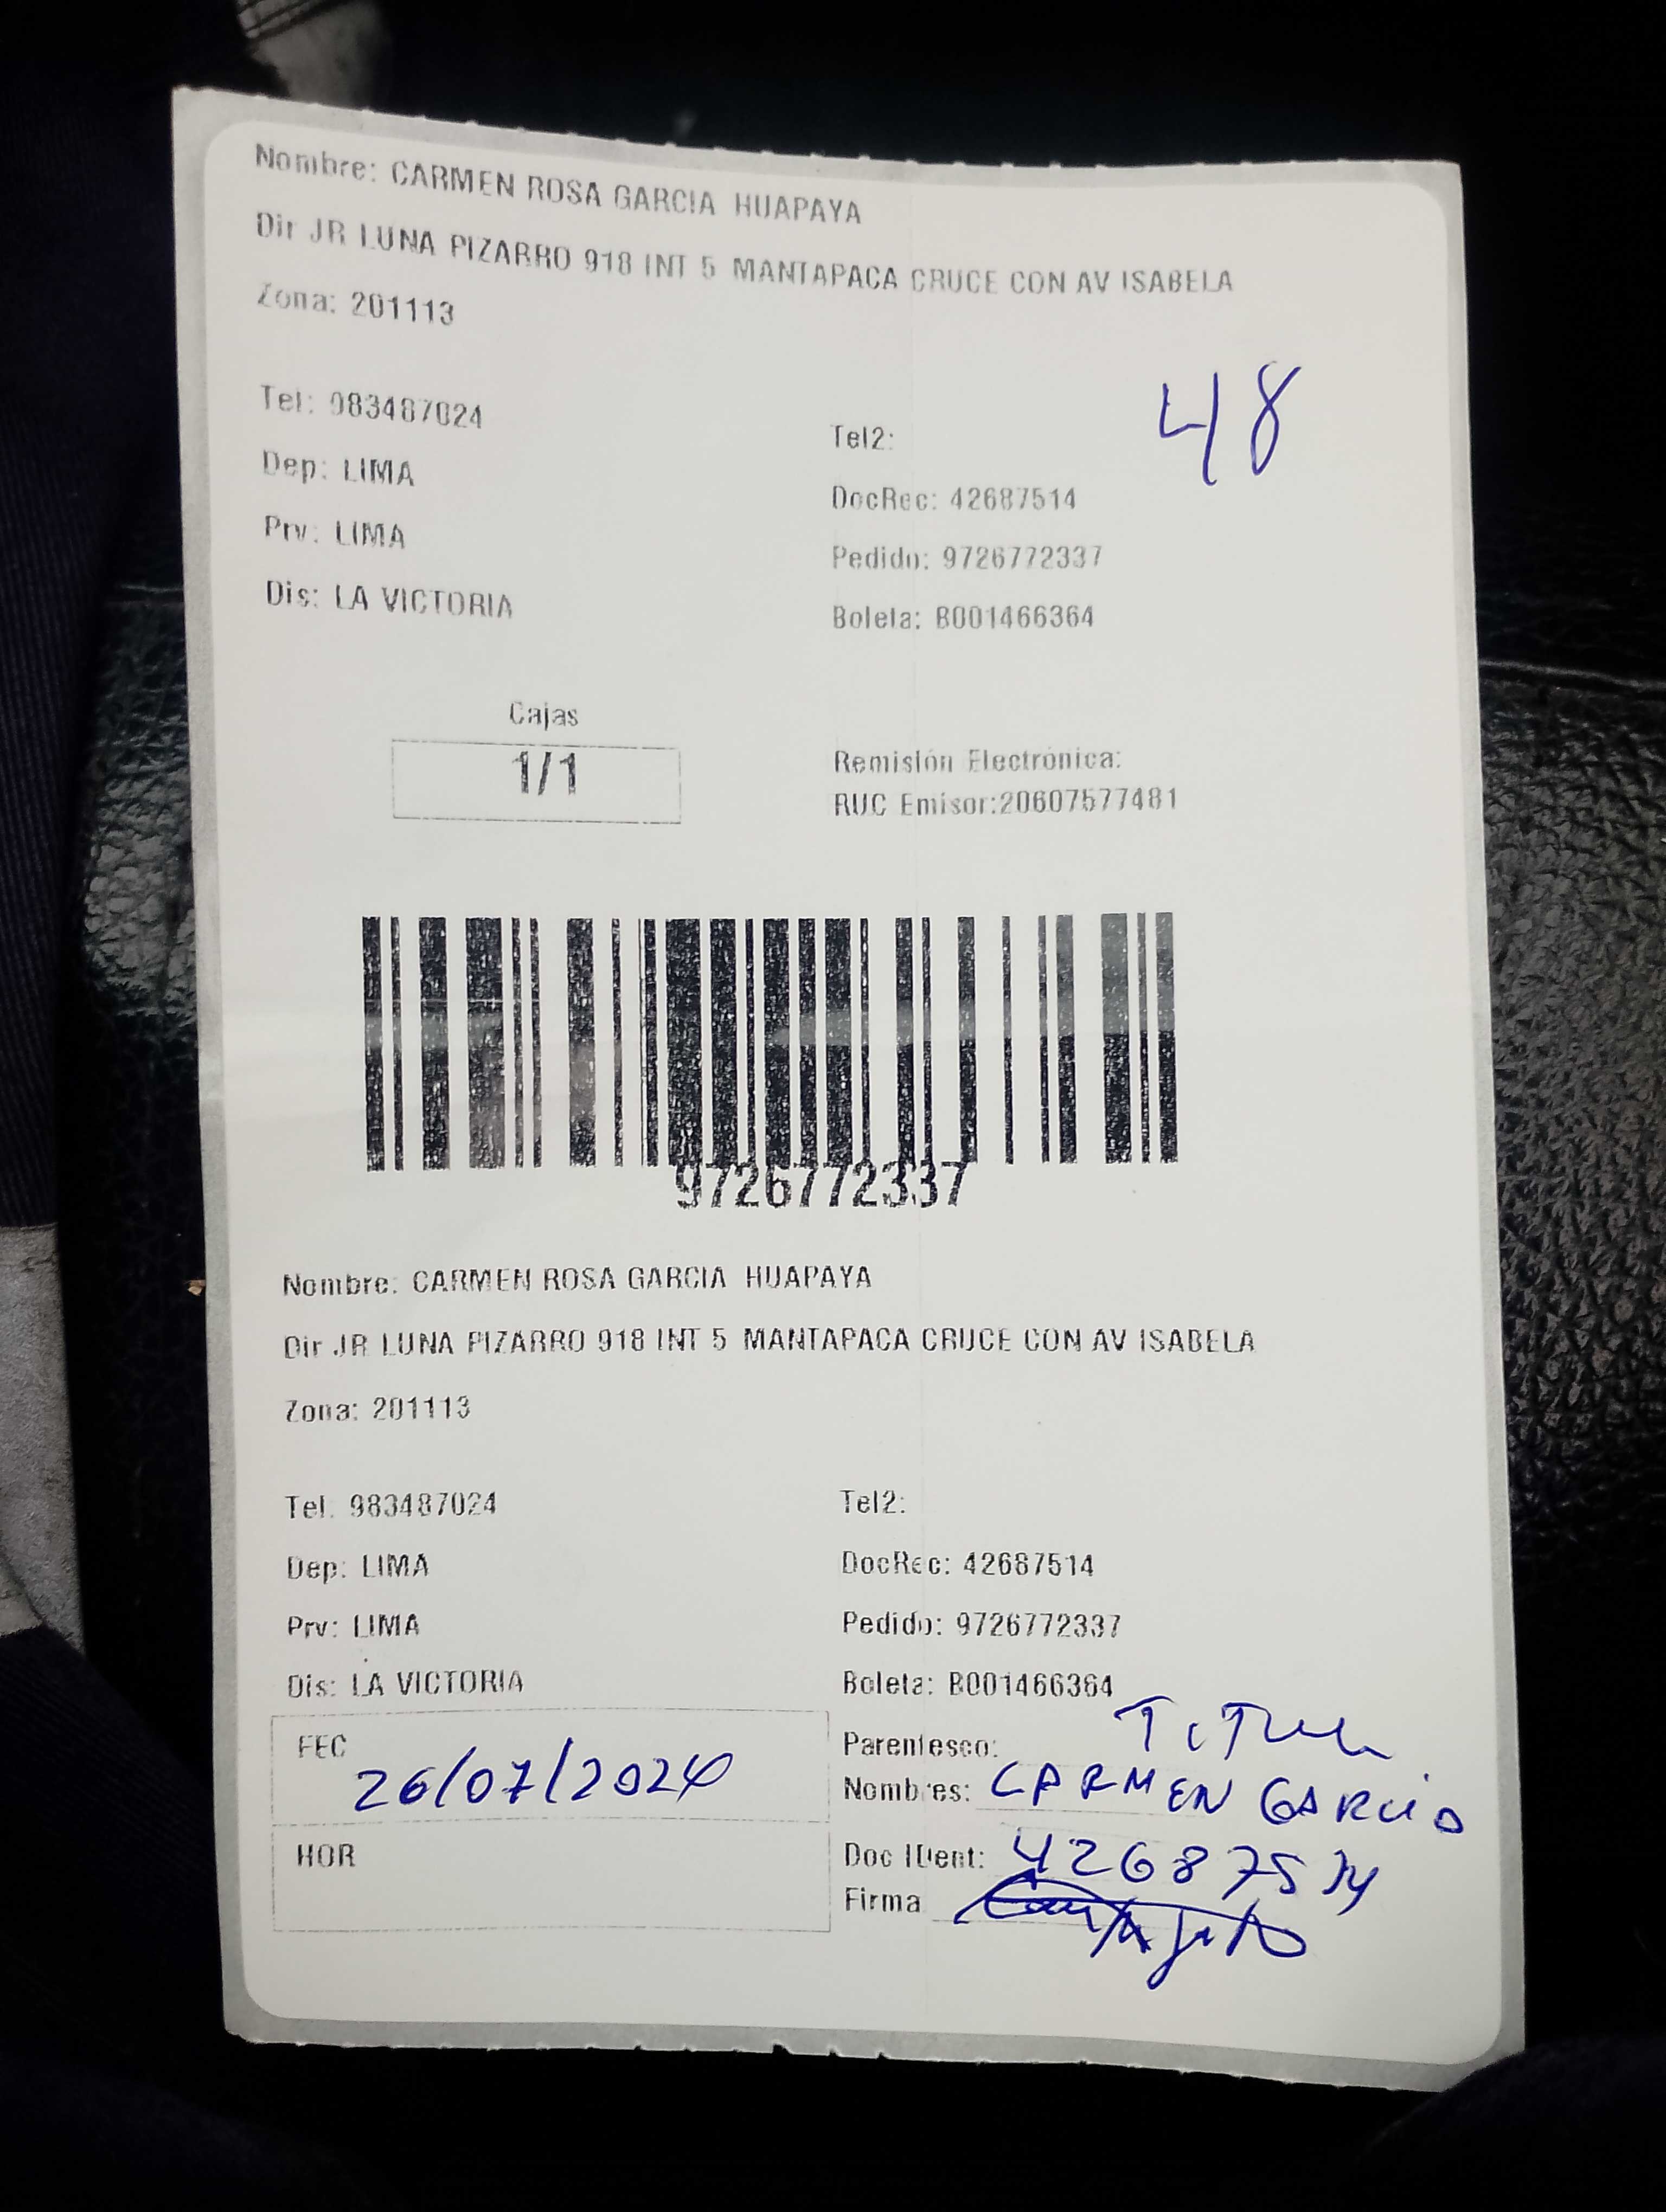 Nombre: CARMEN ROSA GARCIA HUAPAYA
Dir JR LUNA PIZARRO 918 INT 5 MANTAPACA CRUCE CON AV ISABELA
Zona: 201113
48
Tel: 983487024
Tel2:
Dep: LIMA
DocRec: 42687514
Prv: LIMA
Pedido: 9726772337
Dis: LA VICTORIA
Boleta: B001466364
Cajas
1/1
Remisión Electrónica:
RUC Emisor:20607577481
9726772337
Nombre: CARMEN ROSA GARCIA HUAPAYA
Dir JR LUNA PIZARRO 918 INT 5 MANTAPACA CRUCE CON AV ISABELA
Zona: 201113
Tel: 983487024
Tel2:
Dep: LIMA
DocRec: 42687514
Prv: LIMA
Pedido: 9726772337
Dis: LA VICTORIA
Boleta: B001466364
FEC 26/07/2024
Parentesco: Titular
Nombres: CARMEN GARCIA
HOR
Doc IDent: 42687514
Firma